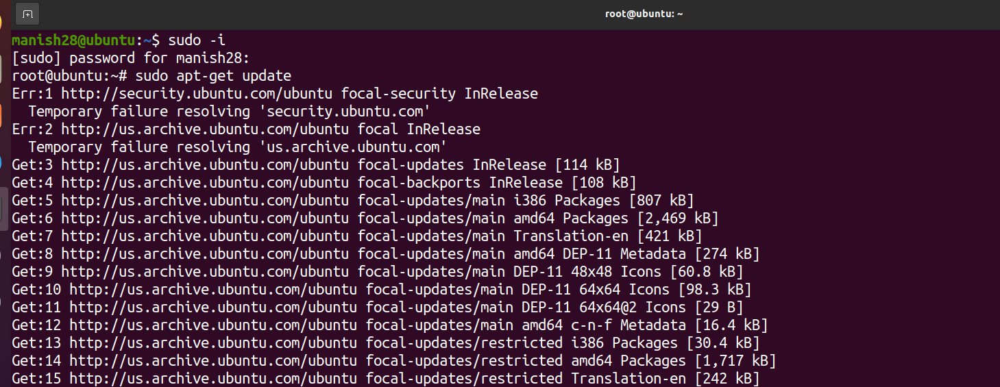 root@ubuntu: ~
manish28@ubuntu:~$ sudo -i
[sudo] password for manish28:
root@ubuntu:~# sudo apt-get update
Err:1 http://security.ubuntu.com/ubuntu focal-security InRelease
  Temporary failure resolving 'security.ubuntu.com'
Err:2 http://us.archive.ubuntu.com/ubuntu focal InRelease
  Temporary failure resolving 'us.archive.ubuntu.com'
Get:3 http://us.archive.ubuntu.com/ubuntu focal-updates InRelease [114 kB]
Get:4 http://us.archive.ubuntu.com/ubuntu focal-backports InRelease [108 kB]
Get:5 http://us.archive.ubuntu.com/ubuntu focal-updates/main i386 Packages [807 kB]
Get:6 http://us.archive.ubuntu.com/ubuntu focal-updates/main amd64 Packages [2,469 kB]
Get:7 http://us.archive.ubuntu.com/ubuntu focal-updates/main Translation-en [421 kB]
Get:8 http://us.archive.ubuntu.com/ubuntu focal-updates/main amd64 DEP-11 Metadata [274 kB]
Get:9 http://us.archive.ubuntu.com/ubuntu focal-updates/main DEP-11 48x48 Icons [60.8 kB]
Get:10 http://us.archive.ubuntu.com/ubuntu focal-updates/main DEP-11 64x64 Icons [98.3 kB]
Get:11 http://us.archive.ubuntu.com/ubuntu focal-updates/main DEP-11 64x64@2 Icons [29 B]
Get:12 http://us.archive.ubuntu.com/ubuntu focal-updates/main amd64 c-n-f Metadata [16.4 kB]
Get:13 http://us.archive.ubuntu.com/ubuntu focal-updates/restricted i386 Packages [30.4 kB]
Get:14 http://us.archive.ubuntu.com/ubuntu focal-updates/restricted amd64 Packages [1,717 kB]
Get:15 http://us.archive.ubuntu.com/ubuntu focal-updates/restricted Translation-en [242 kB]